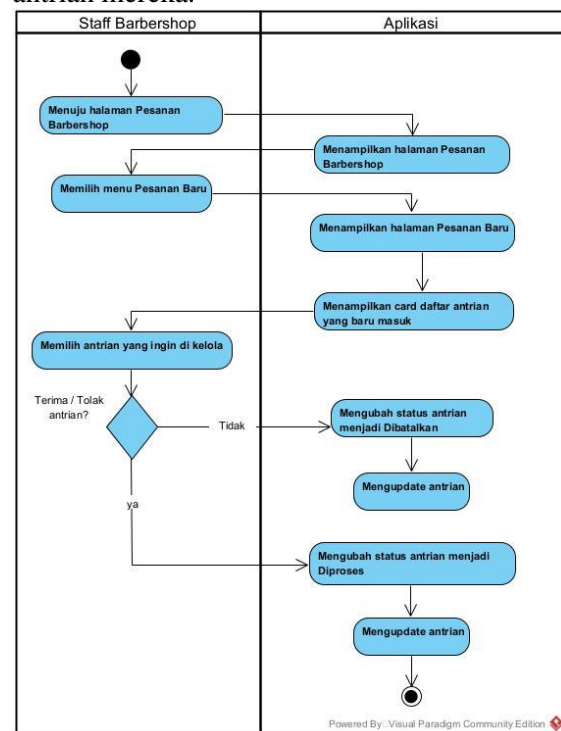 antrian mereka.
Staff Barbershop
Aplikasi
Menuju halaman Pesanan
Barbershop
Menampilkan halaman Pesanan
Barbershop
Memilih menu Pesanan Baru
Menampilkan halaman Pesanan Baru
Menampilkan card daftar antrian
yang baru masuk
Memilih antrian yang ingin di kelola
Terima / Tolak
antrian?
Tidak
Mengubah status antrian
menjadi Dibatalkan
Mengupdate antrian
ya
Mengubah status antrian menjadi
Diproses
Mengupdate antrian
Powered By Visual Paradigm Community Edition